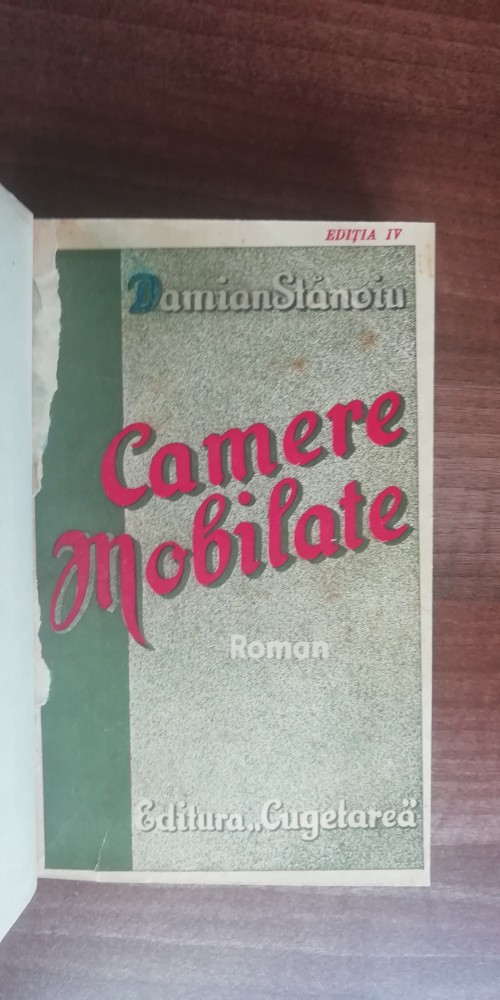 EDIȚIA IV
Damian Stănoiu
Camere
Mobilate
Roman
Editura „Cugetarea"